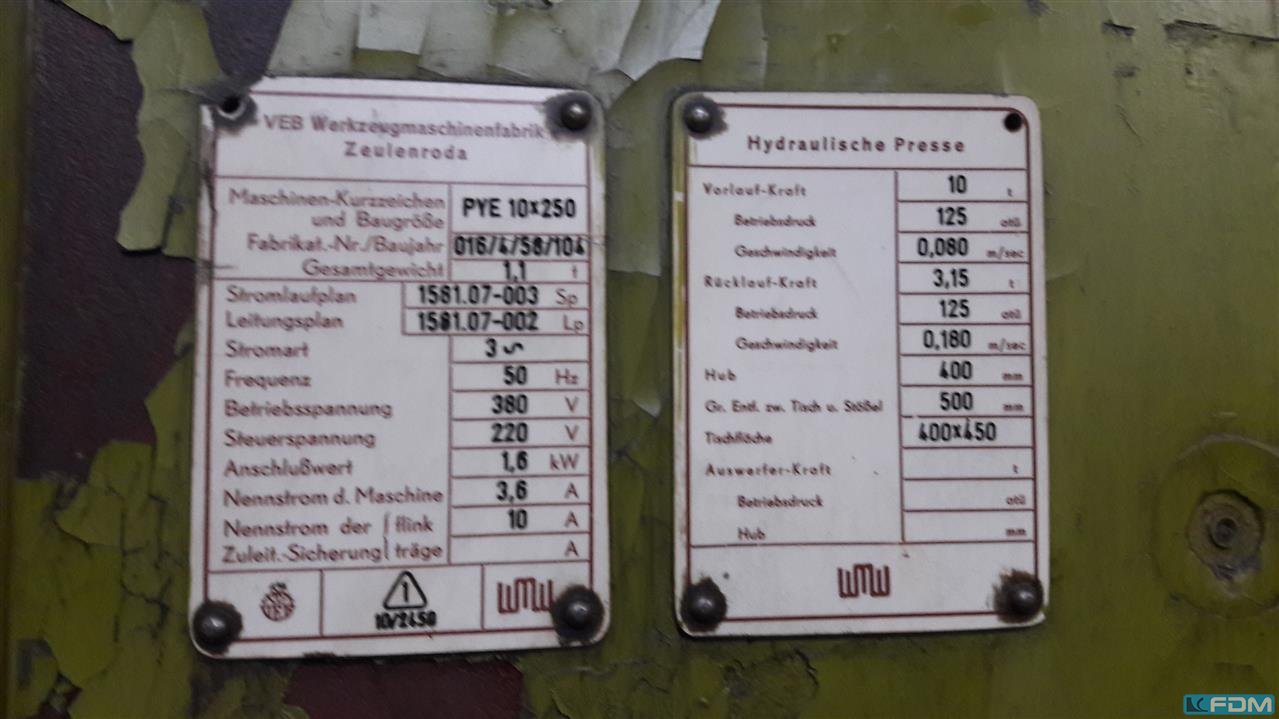 VEB Werkzeugmaschinenfabrik
Zeulenroda
Maschinen-Kurzzeichen
und Baugröße PYE 10x250
Fabrikat.-Nr./Baujahr 016/4/58/104
Gesamtgewicht 1,1 t
Stromlaufplan 1581.07-003 Sp
Leitungsplan 1581.07-002 Lp
Stromart 3 ~
Frequenz 50 Hz
Betriebsspannung 380 V
Steuerspannung 220 V
Anschlußwert 1,6 kW
Nennstrom d. Maschine 3,6 A
Nennstrom der flink 10 A
Zuleit.-Sicherung träge A
1
10/2450
WMW
Hydraulische Presse
Vorlauf-Kraft 10 t
Betriebsdruck 125 atü
Geschwindigkeit 0,080 m/sec
Rücklauf-Kraft 3,15 t
Betriebsdruck 125 atü
Geschwindigkeit 0,180 m/sec
Hub 400 mm
Gr. Entf. zw. Tisch u. Stößel 500 mm
Tischfläche 400x450
Auswerfer-Kraft t
Betriebsdruck atü
Hub mm
WMW
FDM